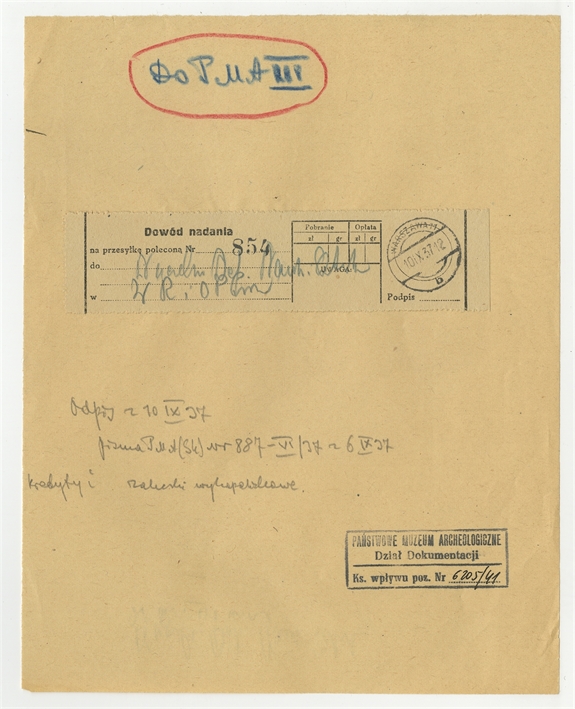 Do PMA III
Dowód nadania
na przesyłkę poleconą Nr 854
do
W. R. i O P
w
Pobranie Opłata
zł gr zł gr
UWAGA
WARSZAWA
10 IX 37 12
b
Podpis
Odpis z 10 IX 37
pisma PMA nr 887-VI/37 z 6 IX 37
kredyty i
PAŃSTWOWE MUZEUM ARCHEOLOGICZNE
Dział Dokumentacji
Ks. wpływu poz. Nr 6205/41